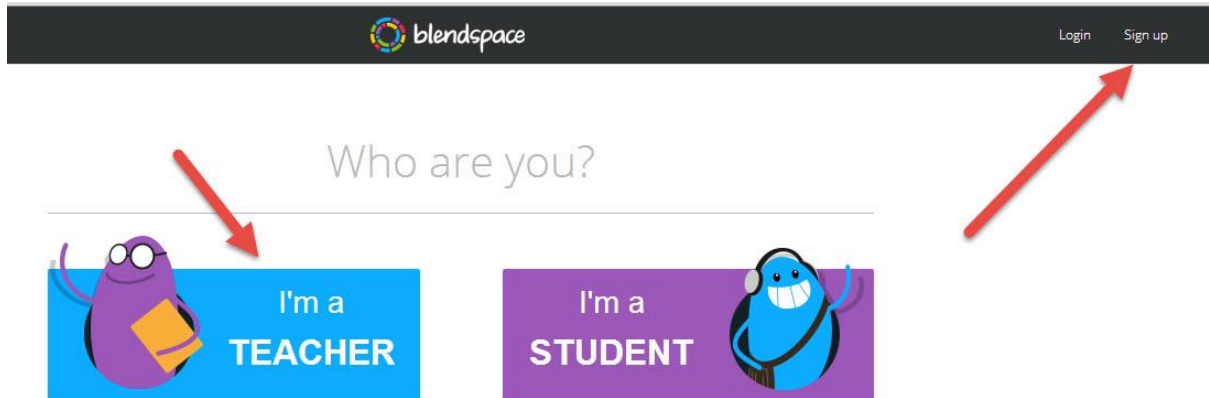 blendspace
Login Sign up
Who are you?
I'm a
TEACHER
I'm a
STUDENT